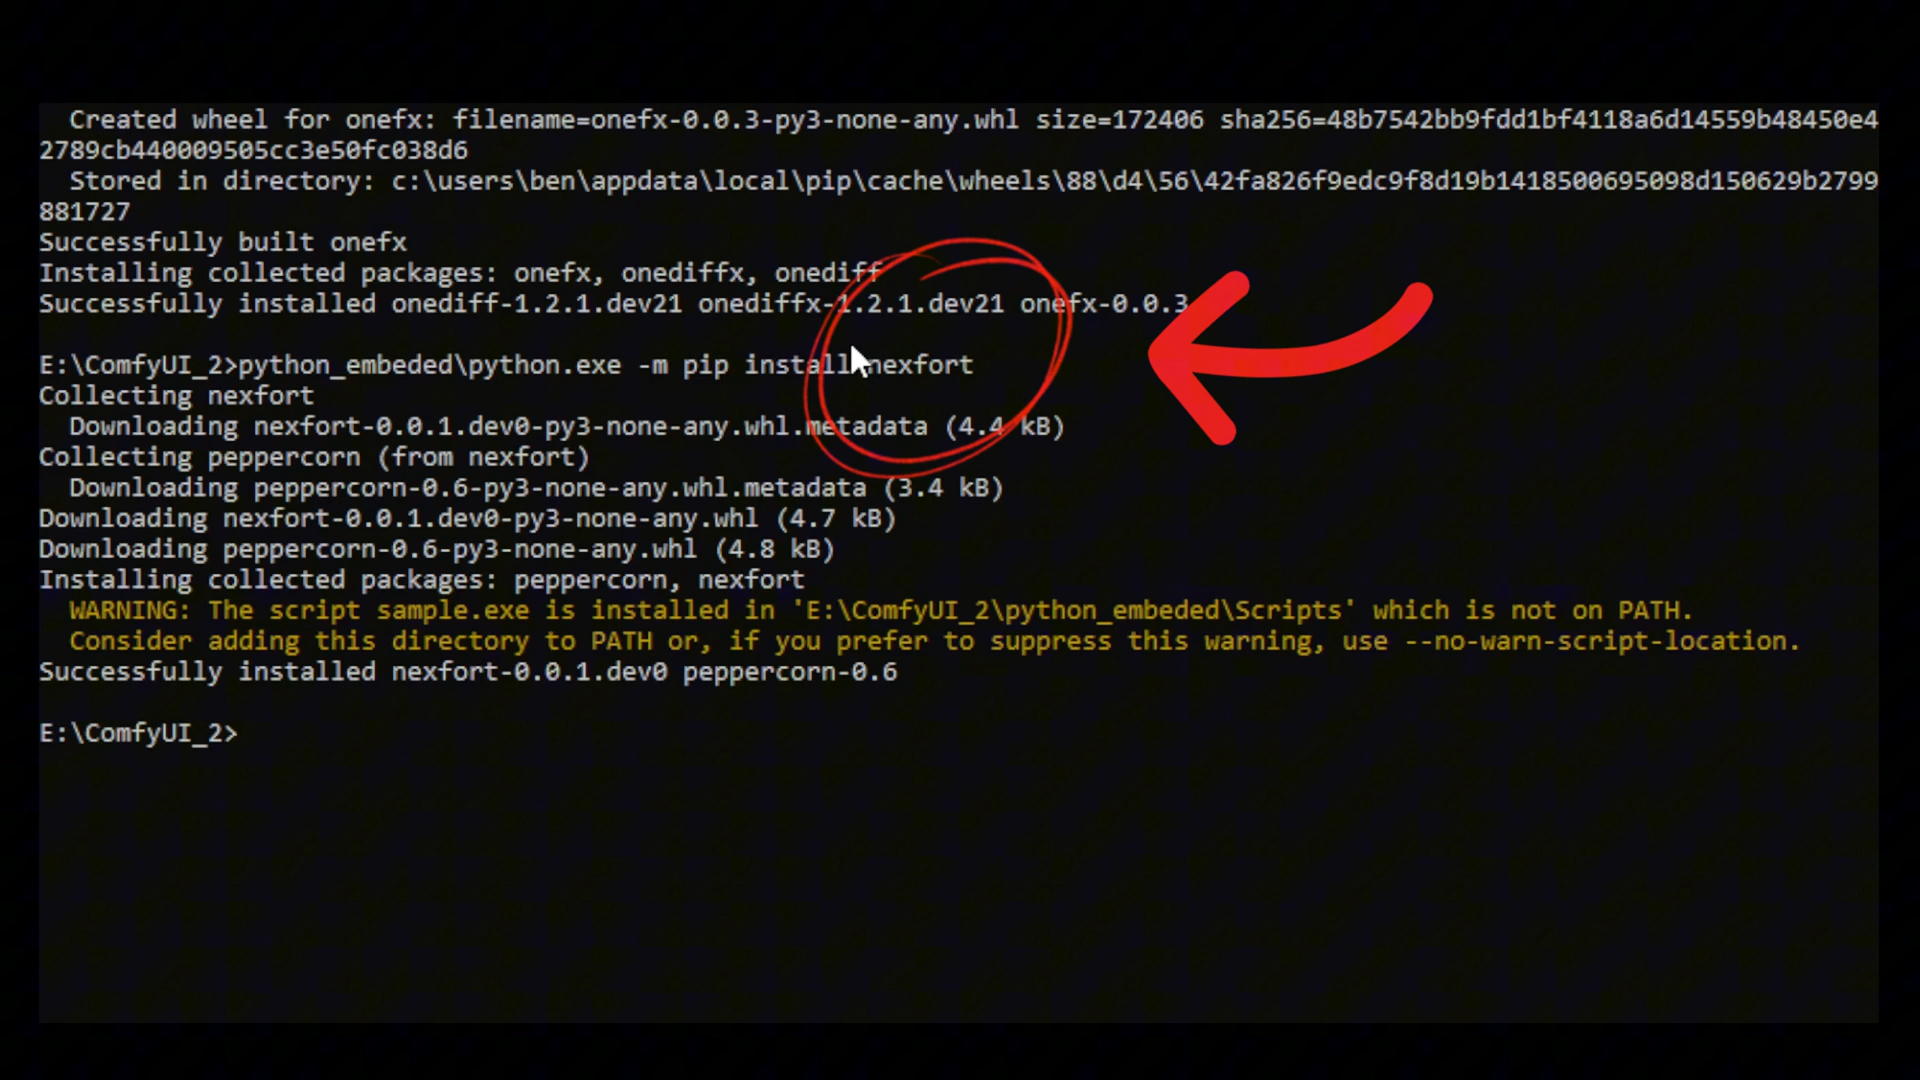 Created wheel for onefx: filename=onefx-0.0.3-py3-none-any.whl size=172406 sha256=48b7542bb9fdd1bf4118a6d14559b48450e4
2789cb440009505cc3e50fc038d6
Stored in directory: c:\users\ben\appdata\local\pip\cache\wheels\88\d4\56\42fa826f9edc9f8d19b1418500695098d150629b2799
881727
Successfully built onefx
Installing collected packages: onefx, onediffx, onediff
Successfully installed onediff-1.2.1.dev21 onediffx-1.2.1.dev21 onefx-0.0.3
E:\ComfyUI_2>python_embeded\python.exe -m pip install nexfort
Collecting nexfort
Downloading nexfort-0.0.1.dev0-py3-none-any.whl.metadata (4.4 kB)
Collecting peppercorn (from nexfort)
Downloading peppercorn-0.6-py3-none-any.whl.metadata (3.4 kB)
Downloading nexfort-0.0.1.dev0-py3-none-any.whl (4.7 kB)
Downloading peppercorn-0.6-py3-none-any.whl (4.8 kB)
Installing collected packages: peppercorn, nexfort
WARNING: The script sample.exe is installed in 'E:\ComfyUI_2\python_embeded\Scripts' which is not on PATH.
Consider adding this directory to PATH or, if you prefer to suppress this warning, use --no-warn-script-location.
Successfully installed nexfort-0.0.1.dev0 peppercorn-0.6
E:\ComfyUI_2>